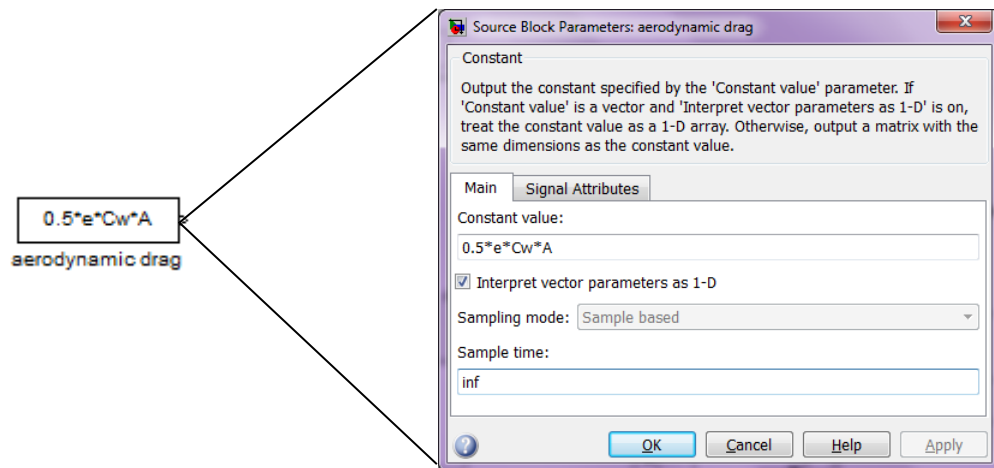 0.5*e*Cw*A
aerodynamic drag
Source Block Parameters: aerodynamic drag
Constant
Output the constant specified by the 'Constant value' parameter. If
'Constant value' is a vector and 'Interpret vector parameters as 1-D' is on,
treat the constant value as a 1-D array. Otherwise, output a matrix with the
same dimensions as the constant value.
Main Signal Attributes
Constant value:
0.5*e*Cw*A
Interpret vector parameters as 1-D
Sampling mode: Sample based
Sample time:
inf
OK Cancel Help Apply